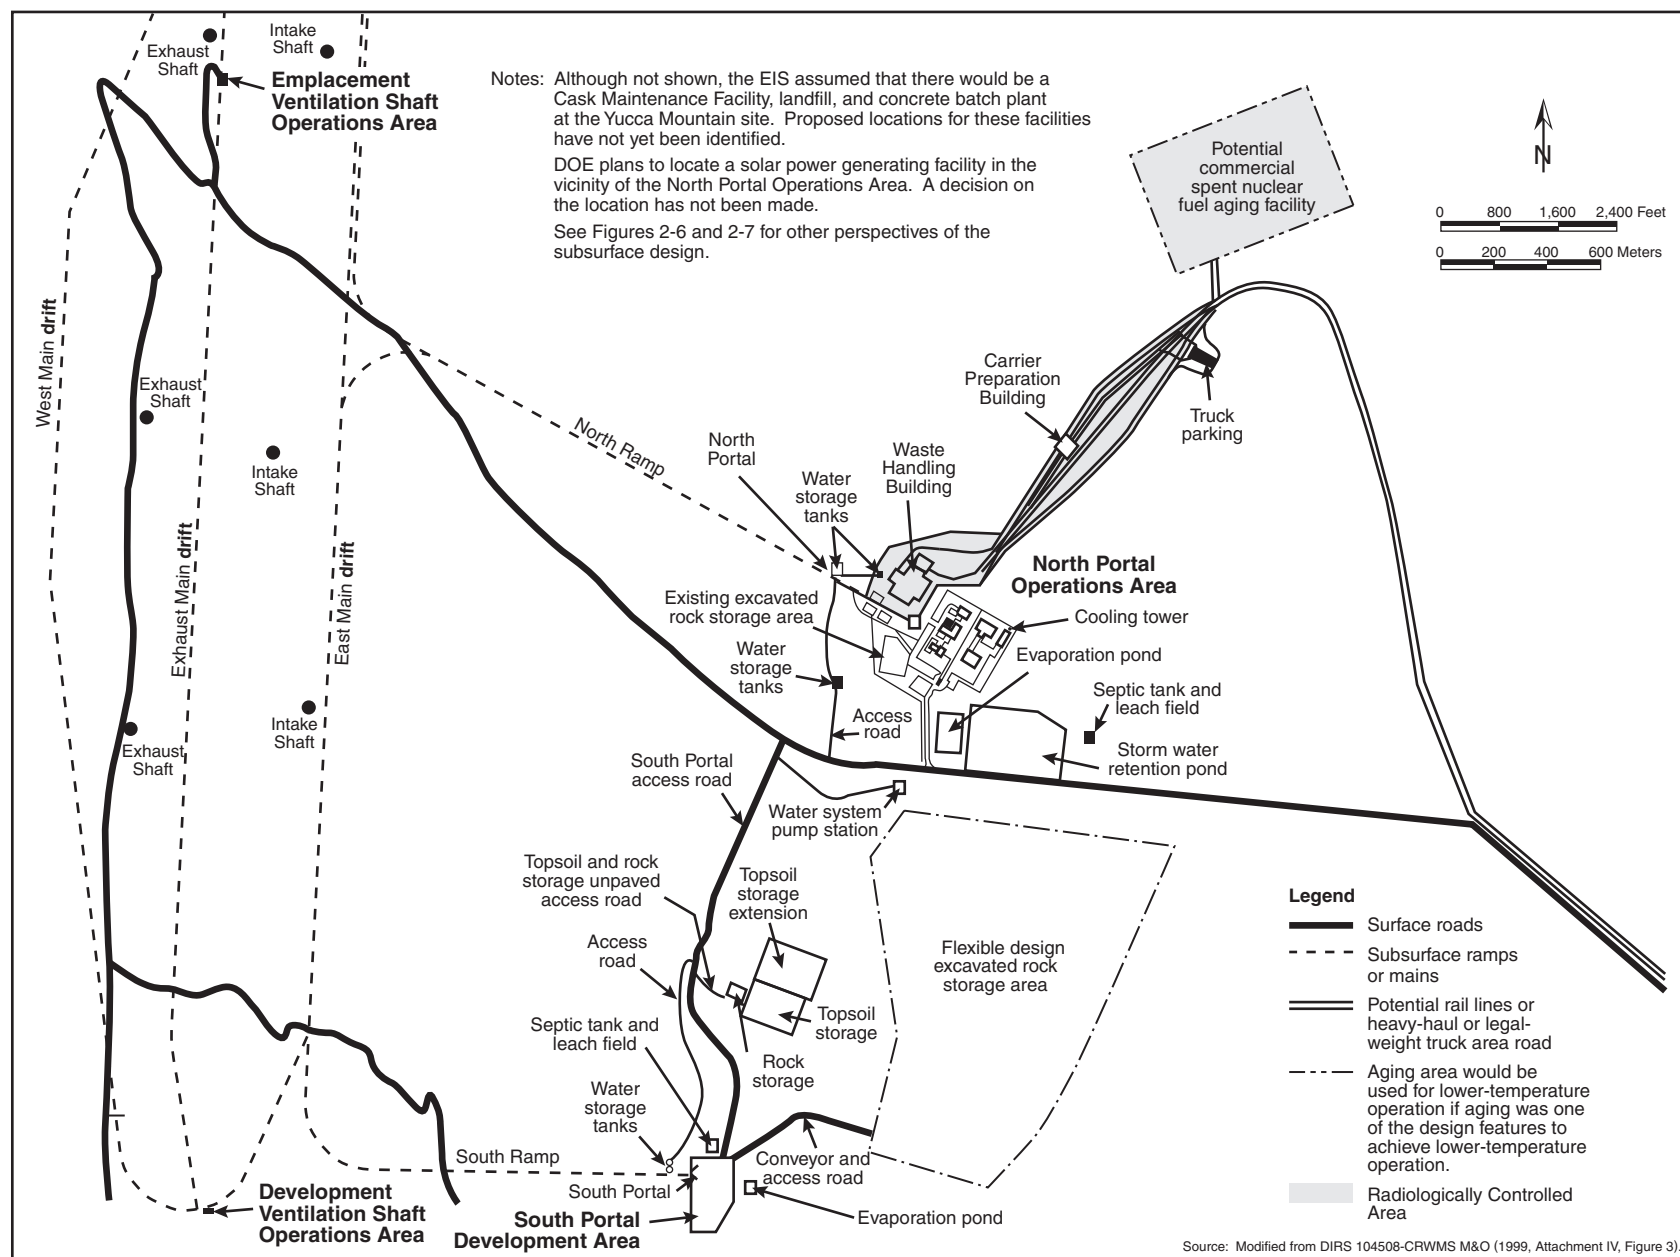 Exhaust
Shaft
Intake
Shaft
Emplacement
Ventilation Shaft
Operations Area
Notes: Although not shown, the EIS assumed that there would be a
Cask Maintenance Facility, landfill, and concrete batch plant
at the Yucca Mountain site. Proposed locations for these facilities
have not yet been identified.
DOE plans to locate a solar power generating facility in the
vicinity of the North Portal Operations Area. A decision on
the location has not been made.
See Figures 2-6 and 2-7 for other perspectives of the
subsurface design.
Potential
commercial
spent nuclear
fuel aging facility
N
0 800 1,600 2,400 Feet
0 200 400 600 Meters
West Main drift
Exhaust
Shaft
Intake
Shaft
North Ramp
North
Portal
Water
storage
tanks
Waste
Handling
Building
Carrier
Preparation
Building
Truck
parking
Exhaust Main drift
East Main drift
North Portal
Operations Area
Existing excavated
rock storage area
Cooling tower
Water
storage
tanks
Evaporation pond
Septic tank and
leach field
Access
road
Storm water
retention pond
Intake
Shaft
Exhaust
Shaft
South Portal
access road
Water system
pump station
Topsoil and rock
storage unpaved
access road
Topsoil
storage
extension
Access
road
Flexible design
excavated rock
storage area
Septic tank and
leach field
Topsoil
storage
Rock
storage
Water
storage
tanks
South Ramp
Conveyor and
access road
South Portal
Development
Ventilation Shaft
Operations Area
South Portal
Development Area
Evaporation pond
Legend
Surface roads
Subsurface ramps
or mains
Potential rail lines or
heavy-haul or legal-
weight truck area road
Aging area would be
used for lower-temperature
operation if aging was one
of the design features to
achieve lower-temperature
operation.
Radiologically Controlled
Area
Source: Modified from DIRS 104508-CRWMS M&O (1999, Attachment IV, Figure 3).